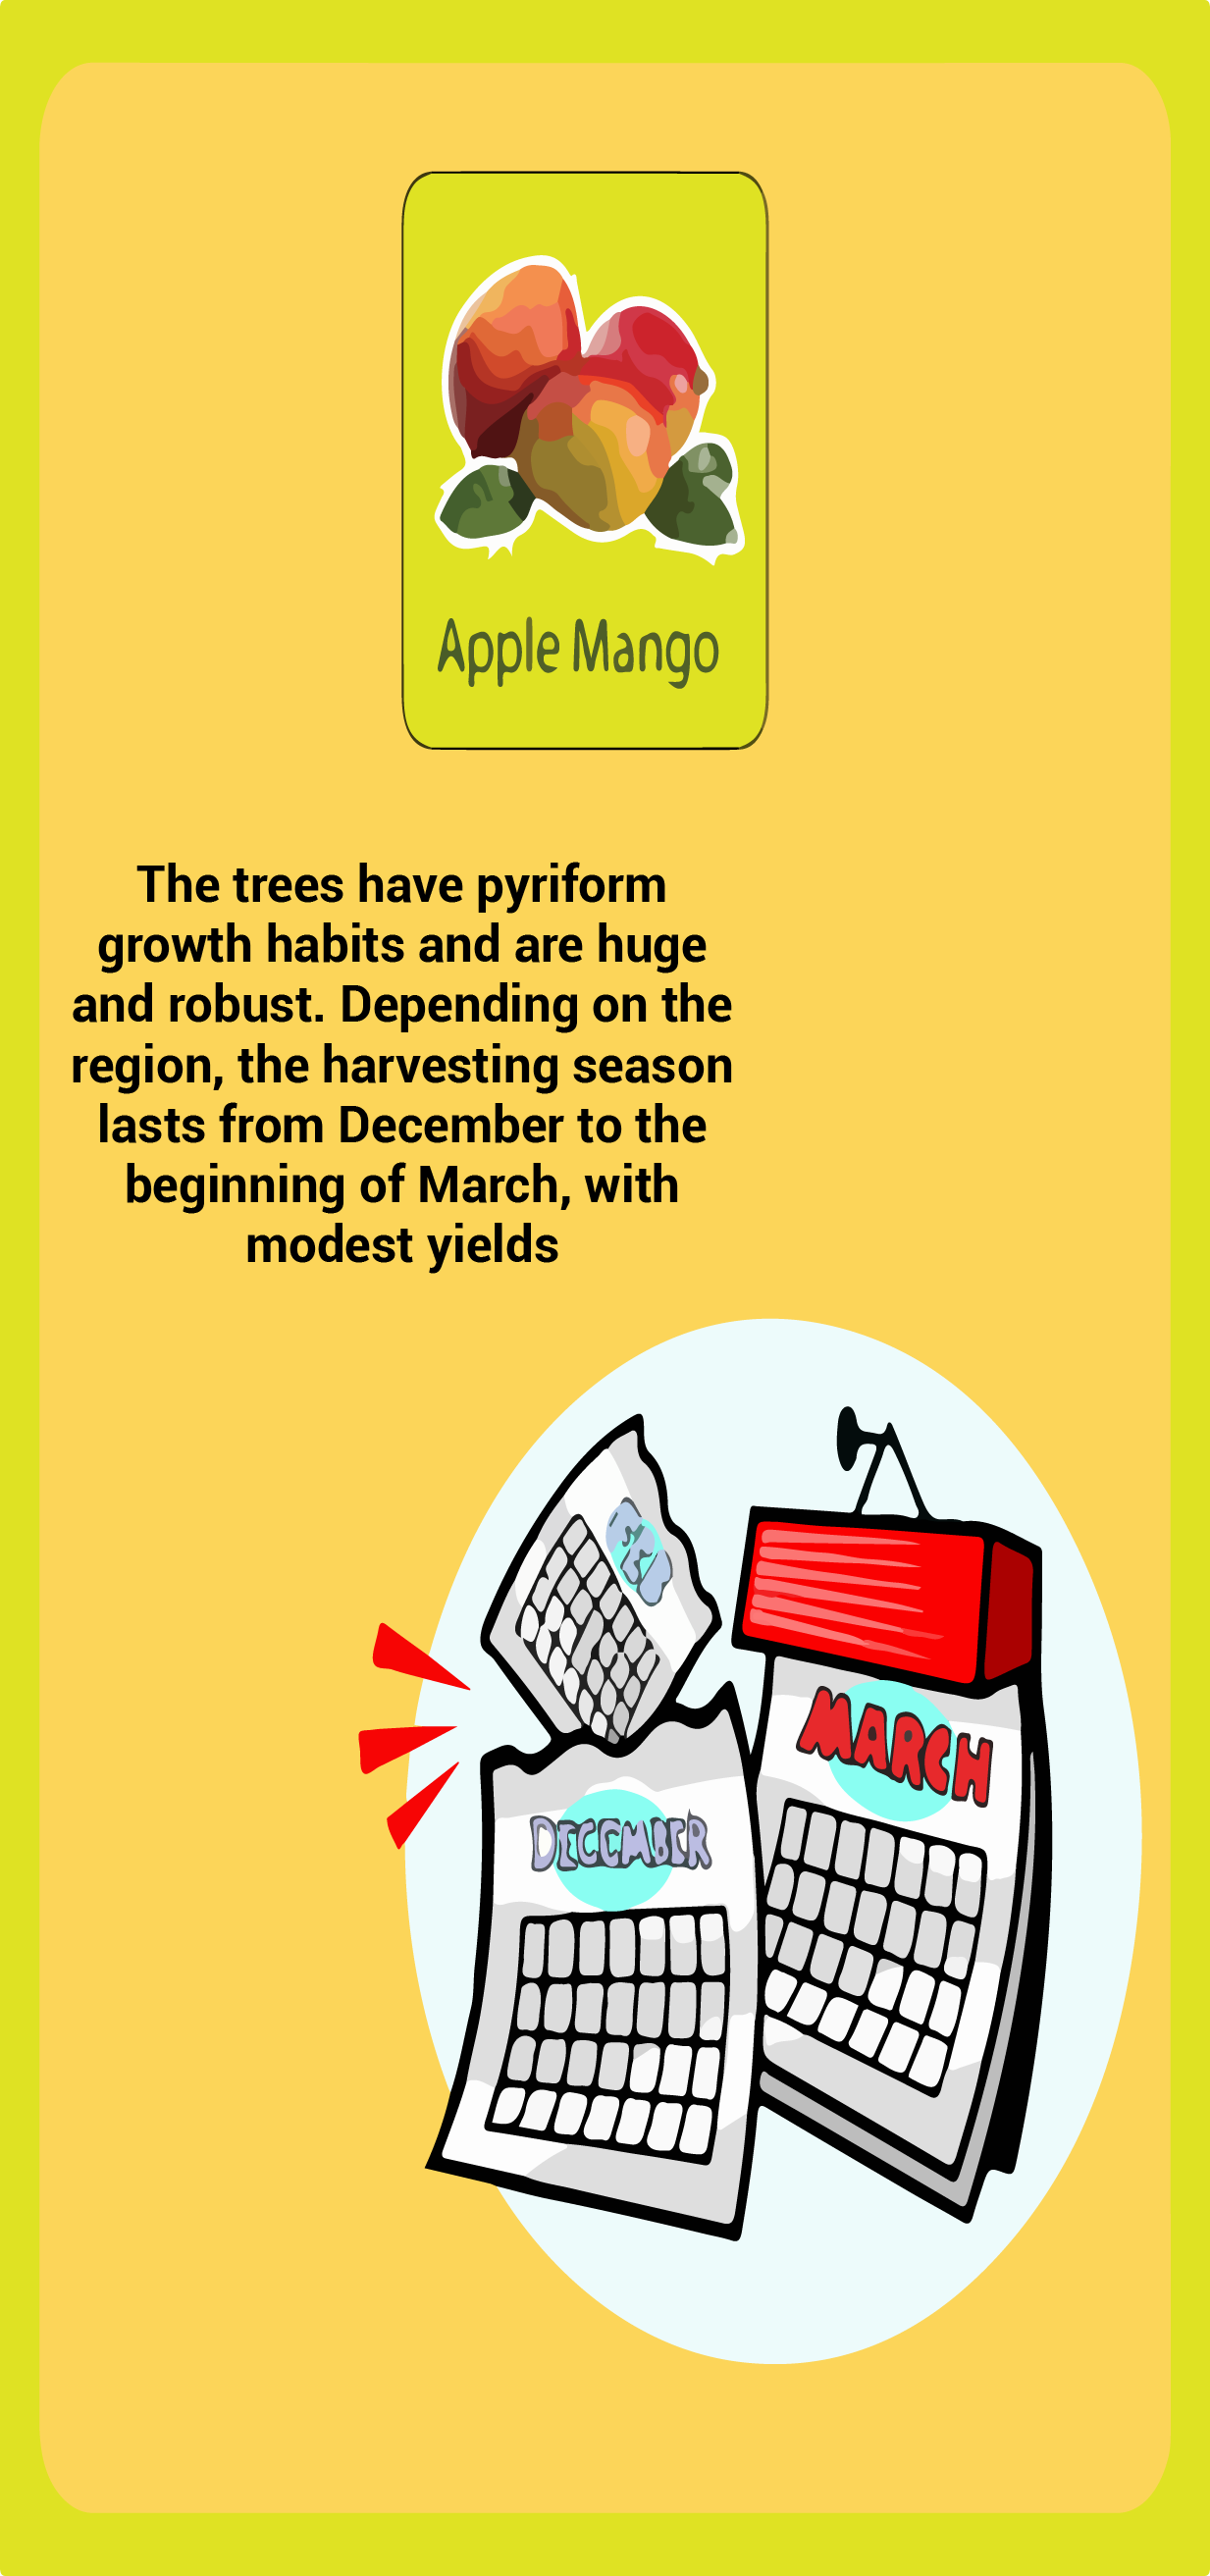 Apple Mango
The trees have pyriform
growth habits and are huge
and robust. Depending on the
region, the harvesting season
lasts from December to the
beginning of March, with
modest yields
MARCH
DECEMBER